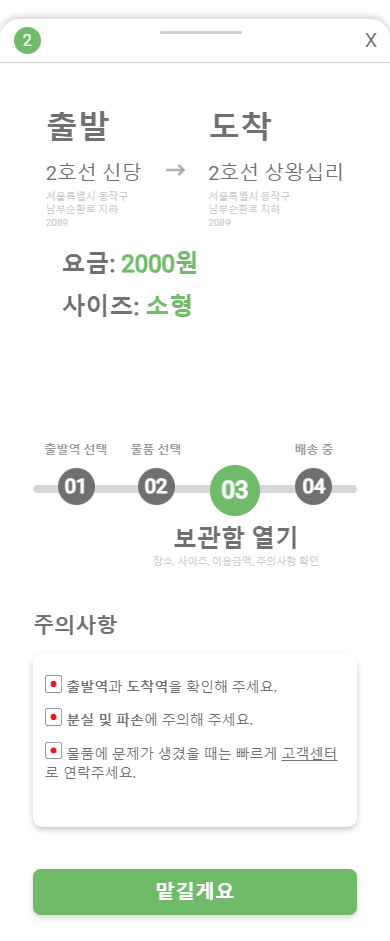 2
X
출발
도착
2호선 신당
→
2호선 상왕십리
서울특별시 동작구
남부순환로 지하
2089
서울특별시 동작구
남부순환로 지하
2089
요금: 2000원
사이즈: 소형
출발역 선택
물품 선택
배송 중
01
02
03
04
보관함 열기
장소, 사이즈, 이용금액, 주의사항 확인
주의사항
출발역과 도착역을 확인해 주세요.
분실 및 파손에 주의해 주세요.
물품에 문제가 생겼을 때는 빠르게 고객센터
로 연락주세요.
맡길게요